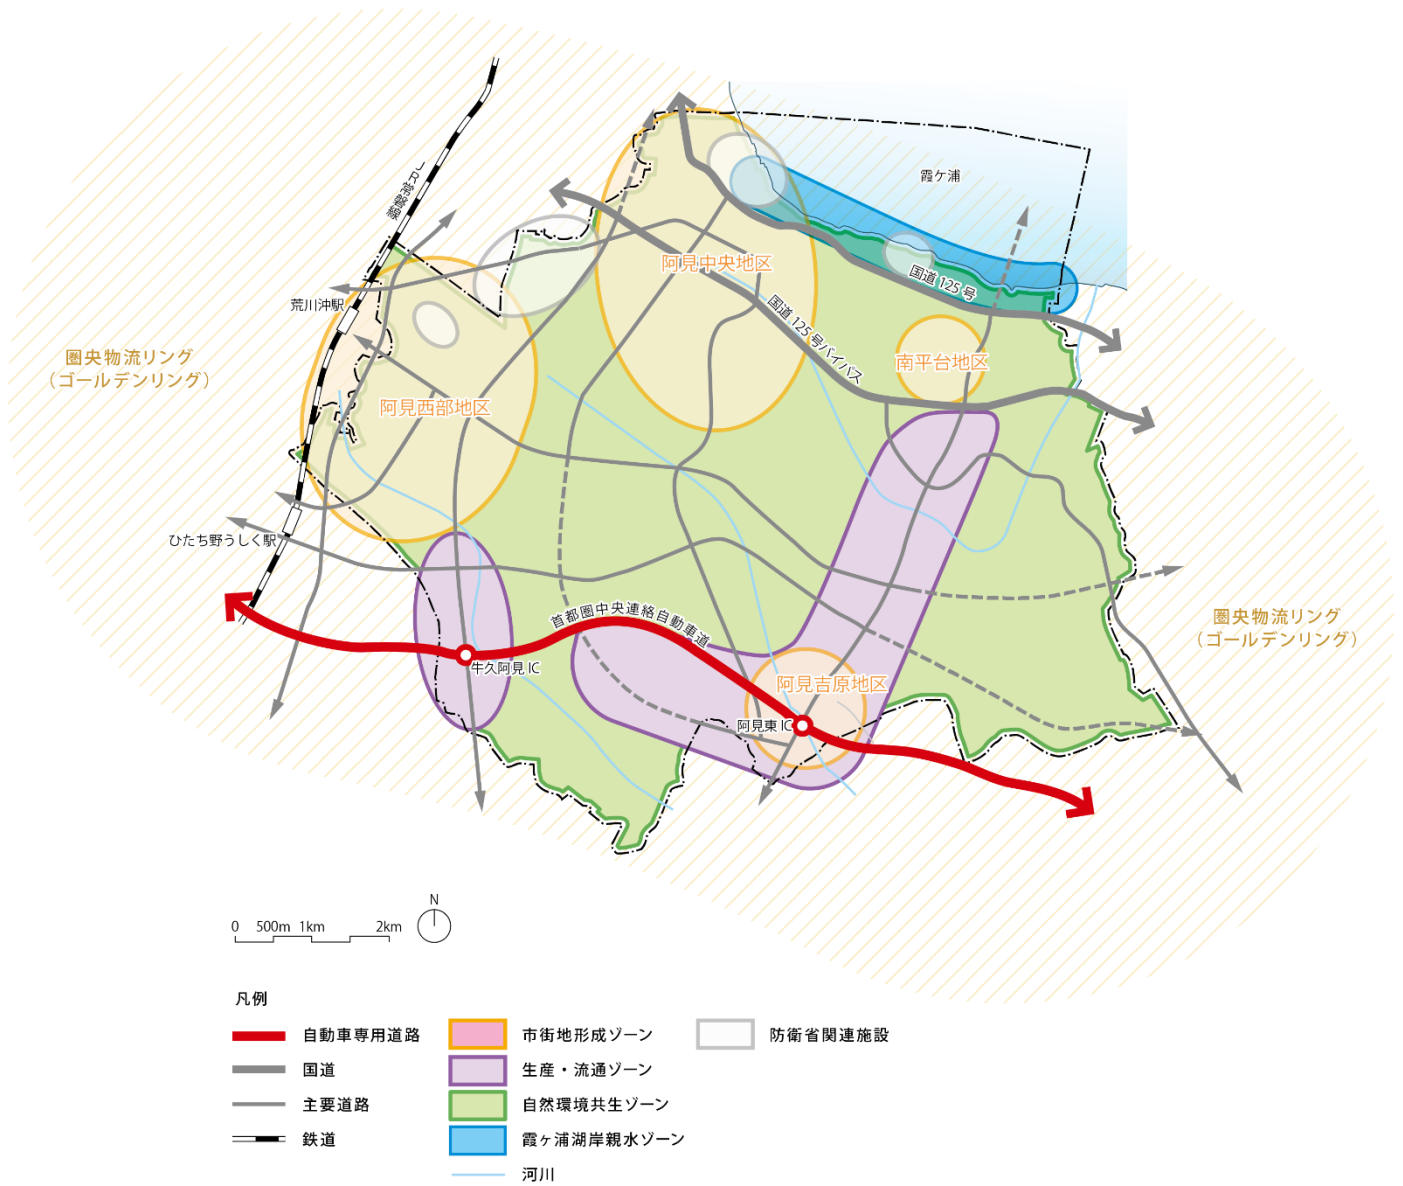 JR常磐線
霞ケ浦
阿見中央地区
国道125号
荒川沖駅
国道125号バイパス
圏央物流リング
（ゴールデンリング）
南平台地区
阿見西部地区
ひたち野うしく駅
首都圏中央連絡自動車道
圏央物流リング
（ゴールデンリング）
牛久阿見IC
阿見吉原地区
阿見東IC
N
0 500m 1km 2km
凡例
自動車専用道路
国道
主要道路
鉄道
市街地形成ゾーン
生産・流通ゾーン
自然環境共生ゾーン
霞ヶ浦湖岸親水ゾーン
河川
防衛省関連施設